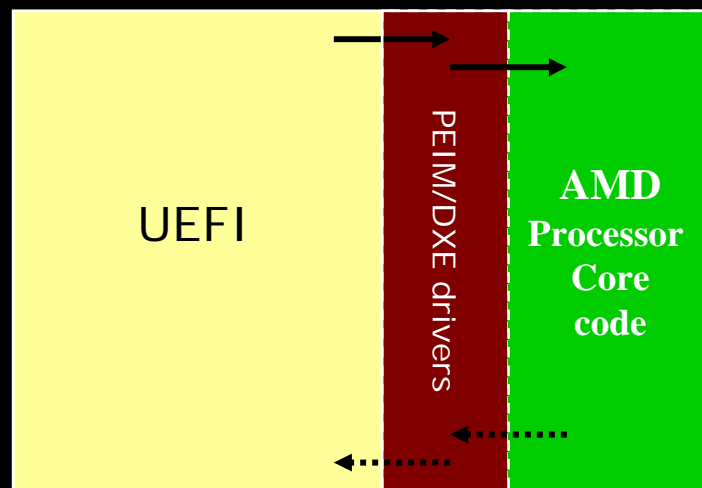 UEFI
PEIM/DXE drivers
AMD
Processor
Core
code